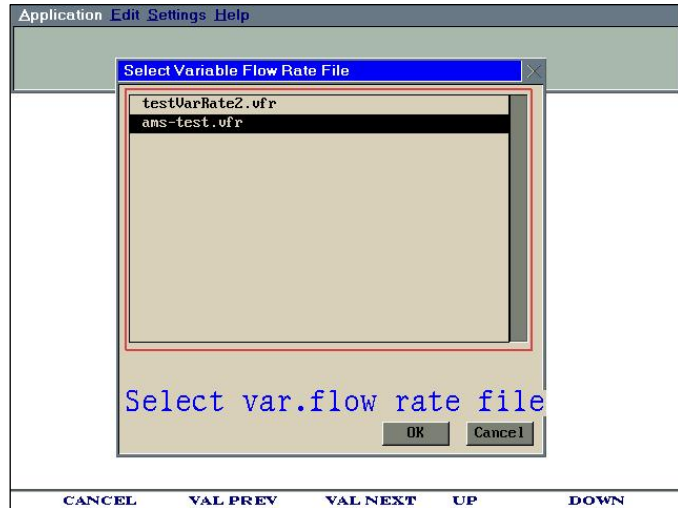 Application Edit Settings Help
Select Variable Flow Rate File
testVarRate2.vfr
ams-test.vfr
Select var.flow rate file
OK Cancel
CANCEL VAL PREV VAL NEXT UP DOWN